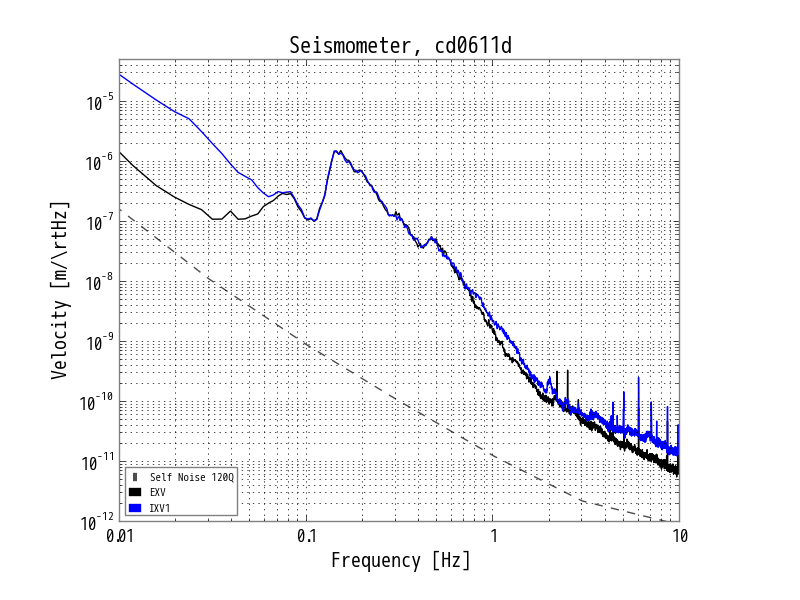 Seismometer, cd0611d
Velocity [m/\rtHz]
10^-5
10^-6
10^-7
10^-8
10^-9
10^-10
10^-11
10^-12
Self Noise 120Q
EXV
IXV1
0.01 0.1 1 10
Frequency [Hz]